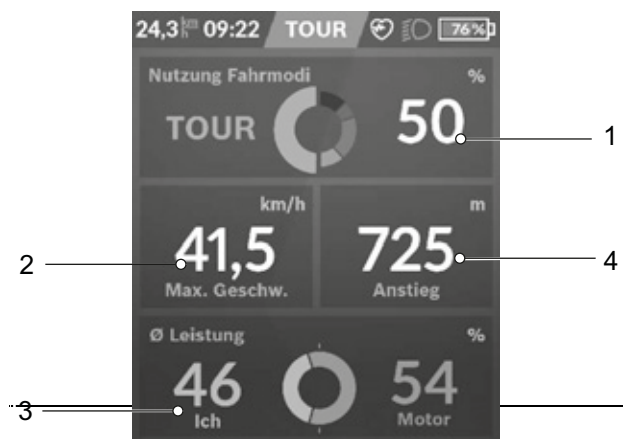 24,3 km/h 09:22 TOUR 76%
Nutzung Fahrmodi %
TOUR 50
1
km/h m
2 41,5 725 4
Max. Geschw. Anstieg
Ø Leistung %
46 54
3 Ich Motor